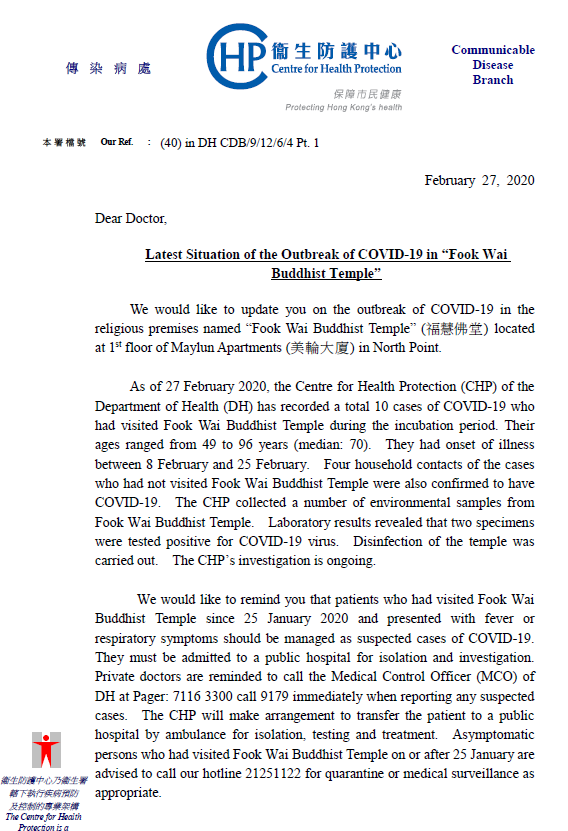 傳染病處
CHP 衞生防護中心
Centre for Health Protection
保障市民健康
Protecting Hong Kong's health
Communicable
Disease
Branch
本署檔號 Our Ref. : (40) in DH CDB/9/12/6/4 Pt. 1
February 27, 2020
Dear Doctor,
Latest Situation of the Outbreak of COVID-19 in “Fook Wai
Buddhist Temple”
We would like to update you on the outbreak of COVID-19 in the
religious premises named “Fook Wai Buddhist Temple” (福慧佛堂) located
at 1st floor of Maylun Apartments (美輪大廈) in North Point.
As of 27 February 2020, the Centre for Health Protection (CHP) of the
Department of Health (DH) has recorded a total 10 cases of COVID-19 who
had visited Fook Wai Buddhist Temple during the incubation period. Their
ages ranged from 49 to 96 years (median: 70). They had onset of illness
between 8 February and 25 February. Four household contacts of the cases
who had not visited Fook Wai Buddhist Temple were also confirmed to have
COVID-19. The CHP collected a number of environmental samples from
Fook Wai Buddhist Temple. Laboratory results revealed that two specimens
were tested positive for COVID-19 virus. Disinfection of the temple was
carried out. The CHP’s investigation is ongoing.
We would like to remind you that patients who had visited Fook Wai
Buddhist Temple since 25 January 2020 and presented with fever or
respiratory symptoms should be managed as suspected cases of COVID-19.
They must be admitted to a public hospital for isolation and investigation.
Private doctors are reminded to call the Medical Control Officer (MCO) of
DH at Pager: 7116 3300 call 9179 immediately when reporting any suspected
cases. The CHP will make arrangement to transfer the patient to a public
hospital by ambulance for isolation, testing and treatment. Asymptomatic
persons who had visited Fook Wai Buddhist Temple on or after 25 January are
advised to call our hotline 21251122 for quarantine or medical surveillance as
appropriate.
衞生防護中心乃衞生署
轄下執行疾病預防
及控制的專業架構
The Centre for Health
Protection is a